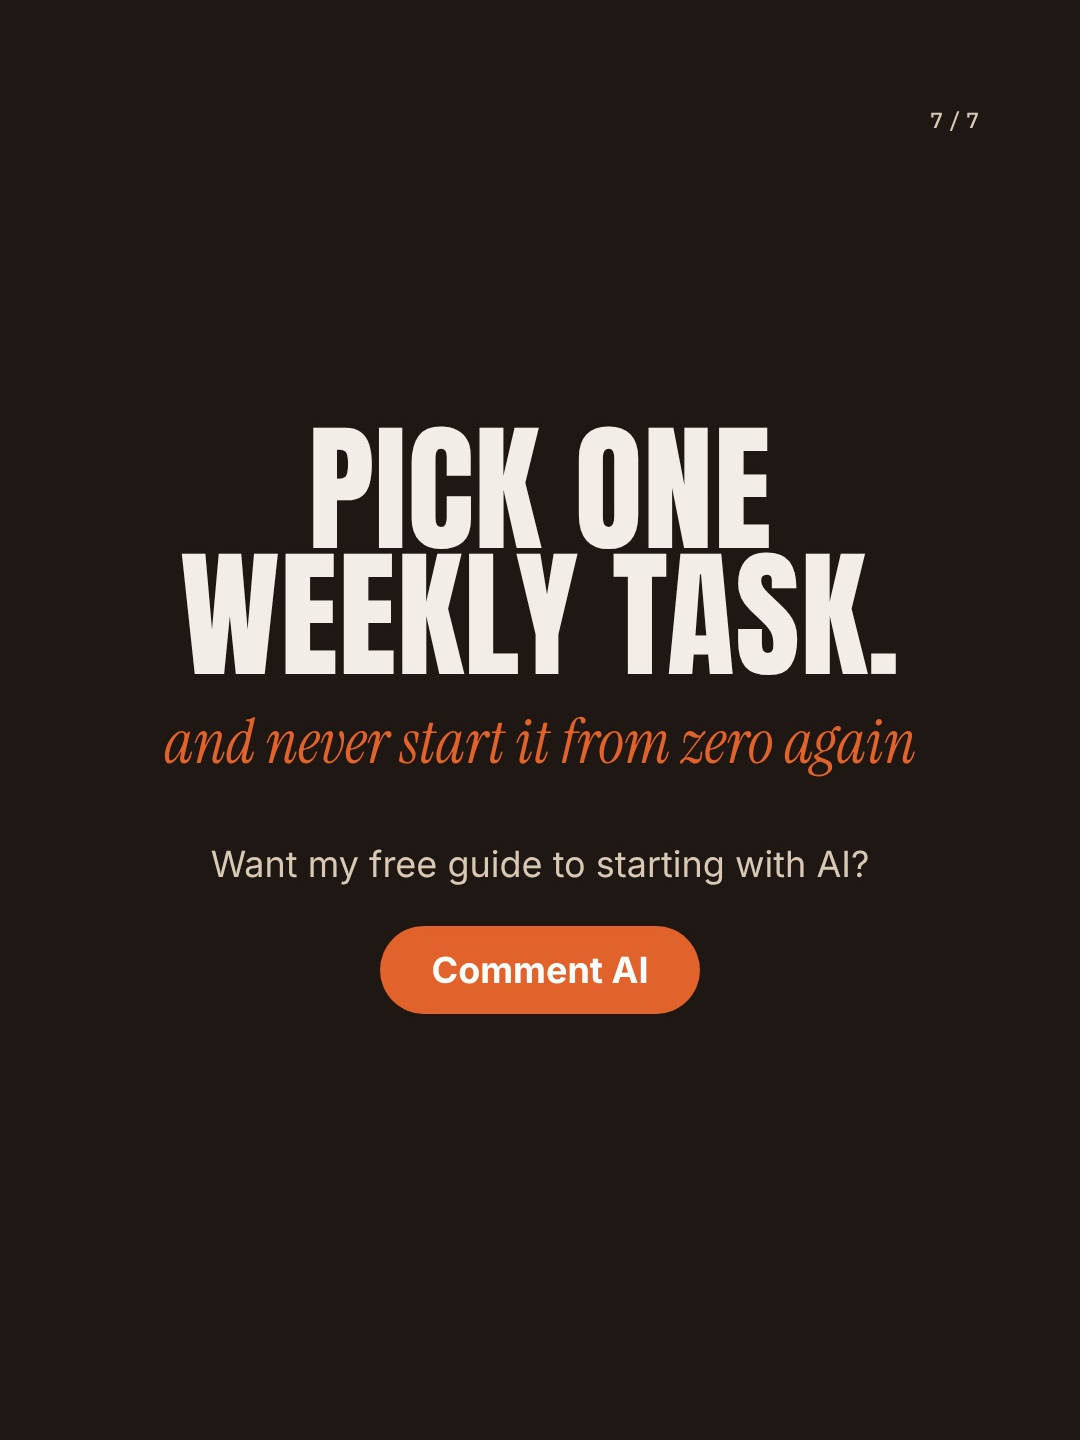 7 / 7
PICK ONE
WEEKLY TASK.
and never start it from zero again
Want my free guide to starting with AI?
Comment AI